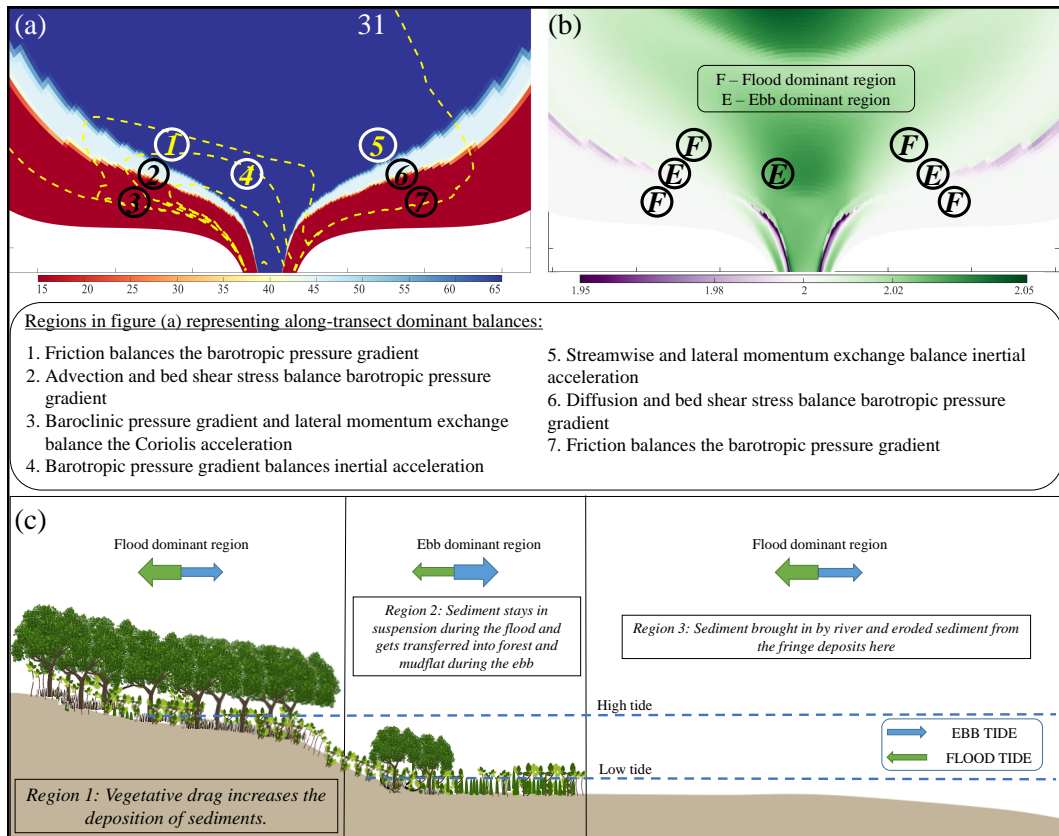 (a)
31
1
2
3
4
5
6
7
15 20 25 30 35 40 45 50 55 60 65
(b)
F – Flood dominant region
E – Ebb dominant region
F
E
F
E
F
E
F
1.95 1.98 2 2.02 2.05
Regions in figure (a) representing along-transect dominant balances:
1. Friction balances the barotropic pressure gradient
2. Advection and bed shear stress balance barotropic pressure
gradient
3. Baroclinic pressure gradient and lateral momentum exchange
balance the Coriolis acceleration
4. Barotropic pressure gradient balances inertial acceleration
5. Streamwise and lateral momentum exchange balance inertial
acceleration
6. Diffusion and bed shear stress balance barotropic pressure
gradient
7. Friction balances the barotropic pressure gradient
(c)
Flood dominant region
Ebb dominant region
Flood dominant region
Region 2: Sediment stays in
suspension during the flood and
gets transferred into forest and
mudflat during the ebb
Region 3: Sediment brought in by river and eroded sediment from
the fringe deposits here
High tide
Low tide
EBB TIDE
FLOOD TIDE
Region 1: Vegetative drag increases the
deposition of sediments.